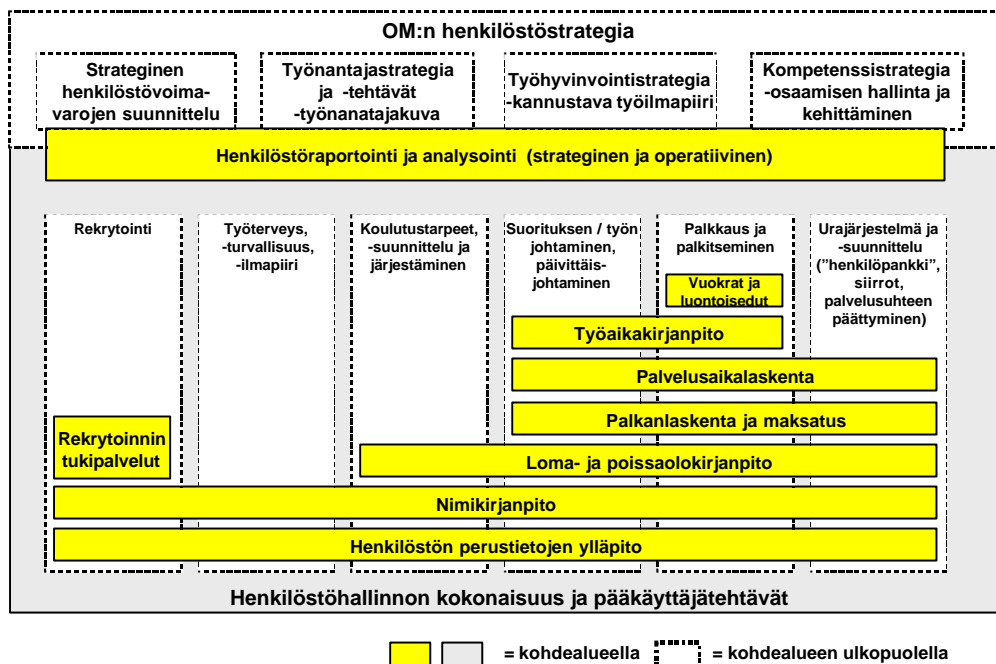 OM:n henkilöstöstrategia
Strateginen
henkilöstövoima-
varojen suunnittelu
Työnantajastrategia
ja -tehtävät
-työnanatajakuva
Työhyvinvointistrategia
-kannustava työilmapiiri
Kompetenssistrategia
-osaamisen hallinta ja
kehittäminen
Henkilöstöraportointi ja analysointi (strateginen ja operatiivinen)
Rekrytointi
Työterveys,
-turvallisuus,
-ilmapiiri
Koulutustarpeet,
-suunnittelu ja
järjestäminen
Suorituksen / työn
johtaminen,
päivittäis-
johtaminen
Palkkaus ja
palkitseminen
Urajärjestelmä ja
-suunnittelu
("henkilöpankki",
siirrot,
palvelusuhteen
päättyminen)
Vuokrat ja
luontoisedut
Työaikakirjanpito
Palvelusaikalaskenta
Palkanlaskenta ja maksatus
Rekrytoinnin
tukipalvelut
Loma- ja poissaolokirjanpito
Nimikirjanpito
Henkilöstön perustietojen ylläpito
Henkilöstöhallinnon kokonaisuus ja pääkäyttäjätehtävät
= kohdealueella
= kohdealueen ulkopuolella